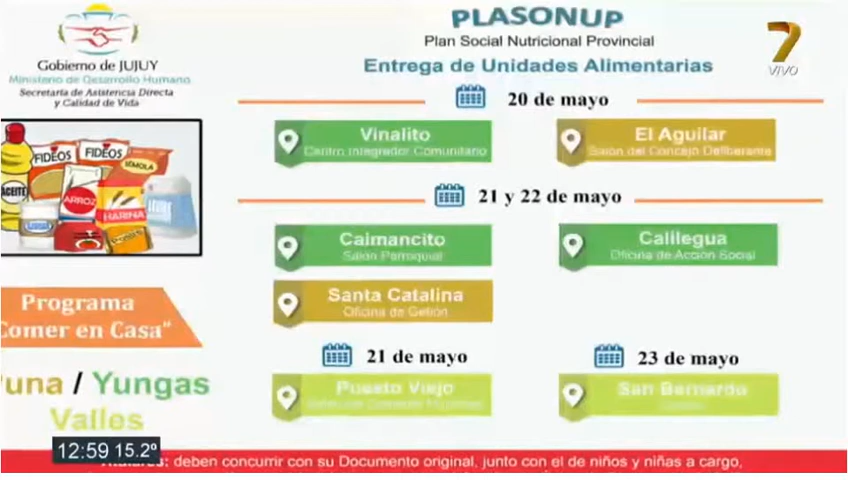 PLASONUP
Plan Social Nutricional Provincial
Entrega de Unidades Alimentarias
Gobierno de JUJUY
Ministerio de Desarrollo Humano
Secretaría de Asistencia Directa
y Calidad de Vida
7
VIVO
20 de mayo
Vinalito
Centro Integrador Comunitario
El Aguilar
Salón del Concejo Deliberante
FIDEOS
FIDEOS
SÉMOLA
ACEITE
ARROZ
HARINA
21 y 22 de mayo
Caimancito
Salón Parroquial
Calilegua
Oficina de Acción Social
Santa Catalina
Oficina de
Programa
Comer en Casa"
21 de mayo
23 de mayo
Puesto Viejo
San Bernardo
una / Yungas
Valles
12:59 15.2º
deben concurrir con su Documento original, junto con el de niños y niñas a cargo,